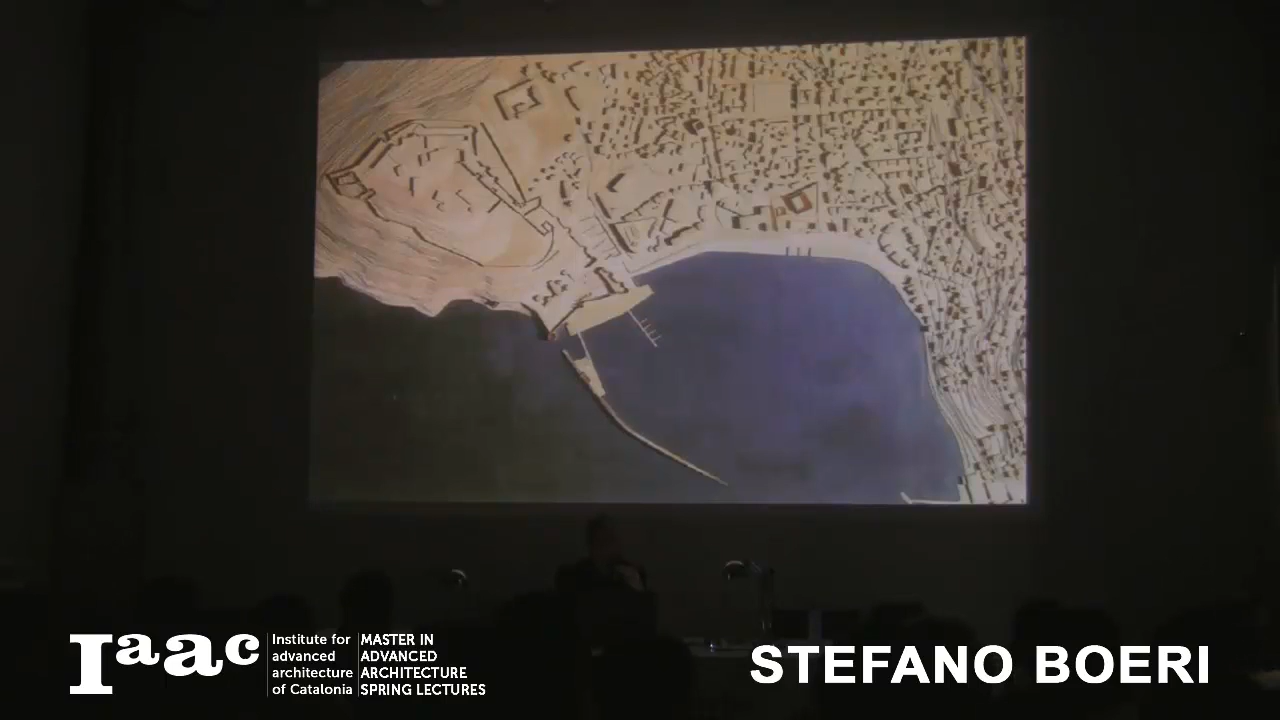 Iaac
Institute for
advanced
architecture
of Catalonia
MASTER IN
ADVANCED
ARCHITECTURE
SPRING LECTURES
STEFANO BOERI